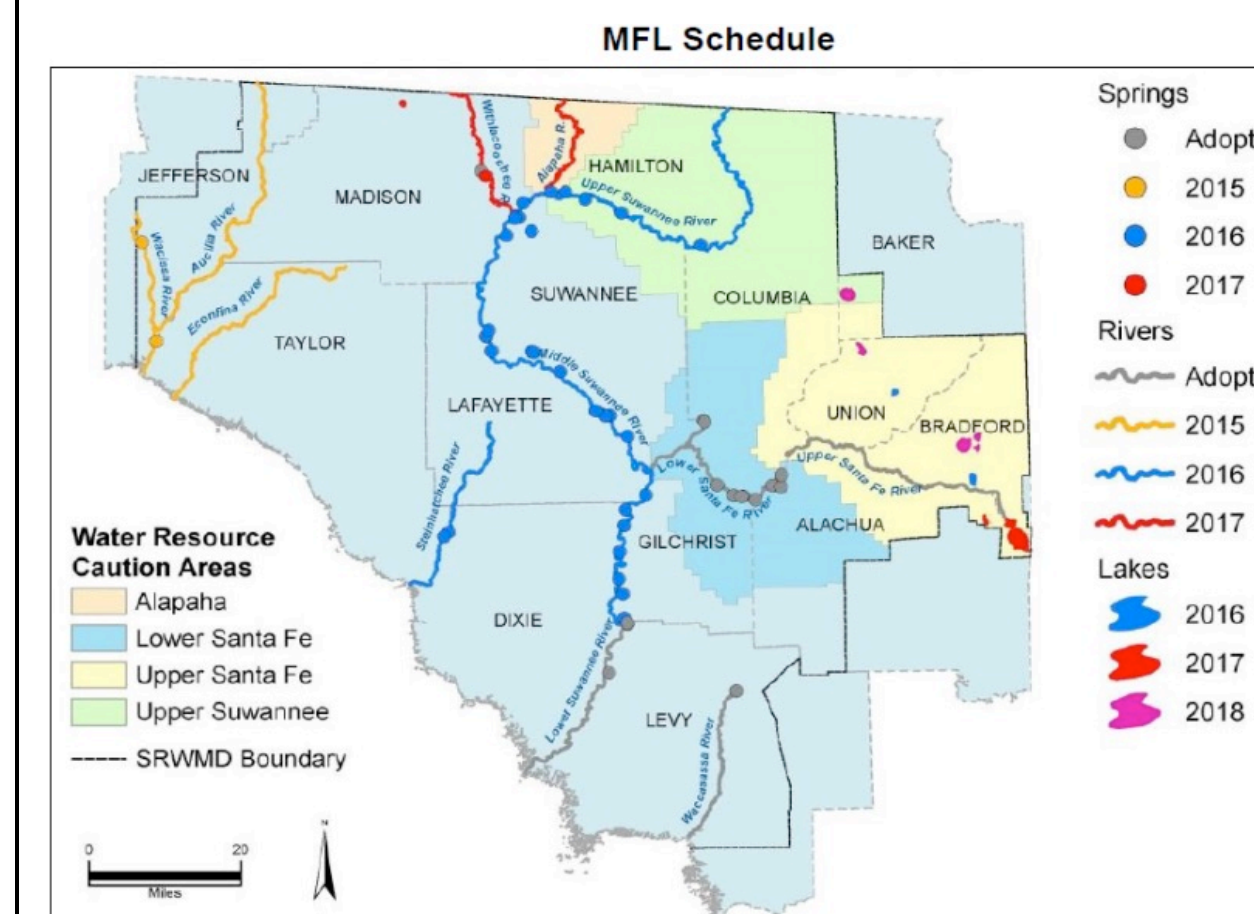 MFL Schedule
Springs
Adopt
2015
2016
2017
Rivers
Adopt
2015
2016
2017
Lakes
2016
2017
2018
JEFFERSON
MADISON
HAMILTON
BAKER
COLUMBIA
SUWANNEE
TAYLOR
LAFAYETTE
UNION
BRADFORD
ALACHUA
GILCHRIST
DIXIE
LEVY
Wacissa River
Aucilla River
Econfina River
Withlacoochee R.
Alapaha R.
Upper Suwannee River
Middle Suwannee River
Steinhatchee River
Lower Santa Fe River
Upper Santa Fe River
Lower Suwannee River
Waccasassa River
Water Resource
Caution Areas
Alapaha
Lower Santa Fe
Upper Santa Fe
Upper Suwannee
SRWMD Boundary
0 20
Miles
N